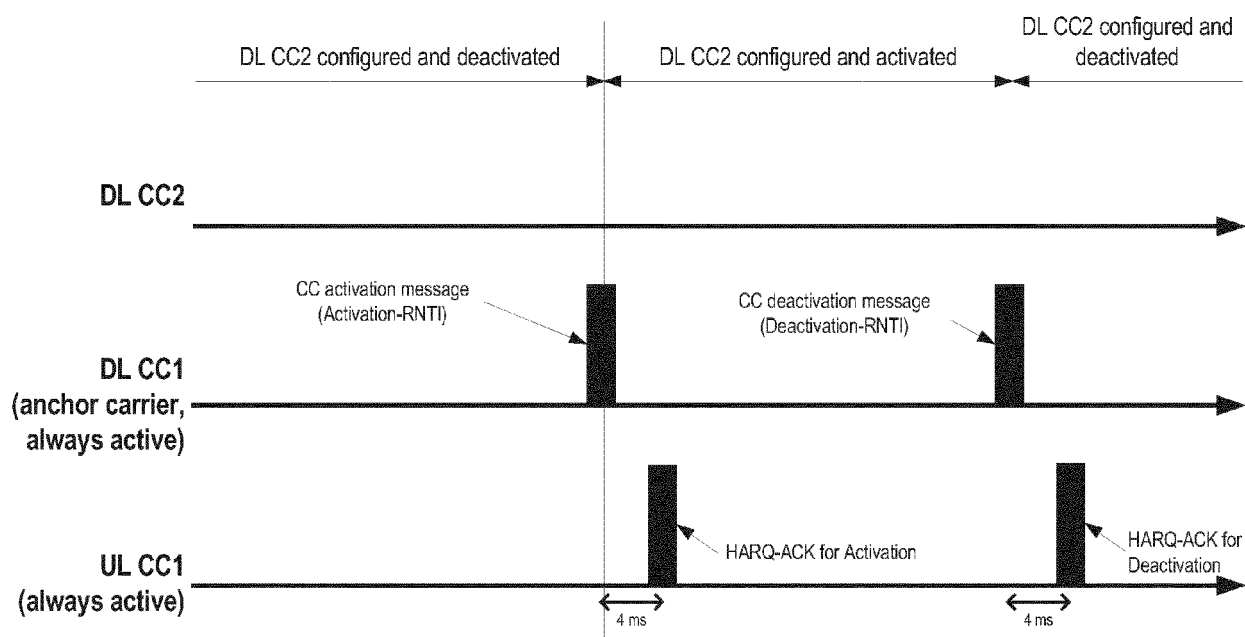 DL CC2 configured and deactivated
DL CC2 configured and activated
DL CC2 configured and
deactivated
DL CC2
CC activation message
(Activation-RNTI)
CC deactivation message
(Deactivation-RNTI)
DL CC1
(anchor carrier,
always active)
HARQ-ACK for Activation
HARQ-ACK for
Deactivation
UL CC1
(always active)
4 ms
4 ms